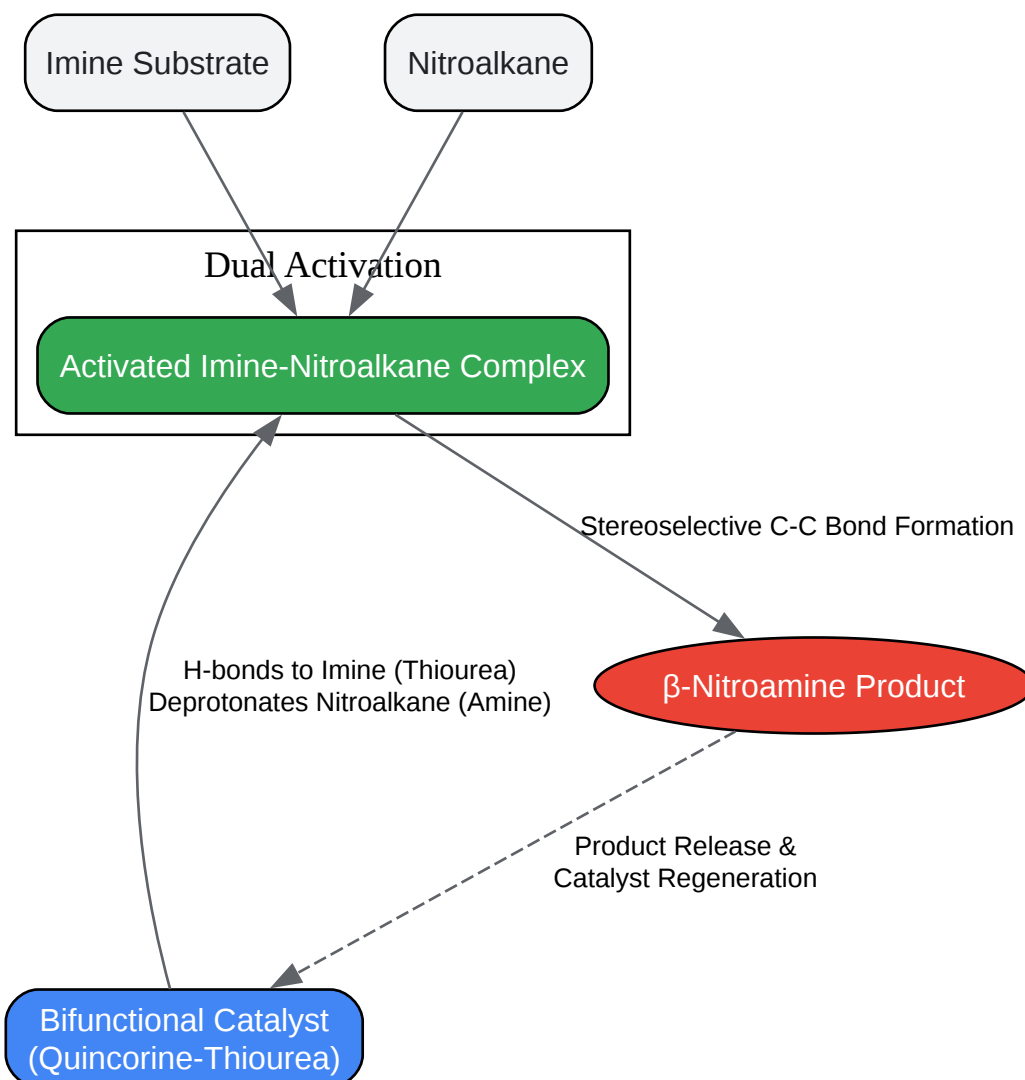 Imine Substrate
Nitroalkane
Dual Activation
Activated Imine-Nitroalkane Complex
Stereoselective C-C Bond Formation
H-bonds to Imine (Thiourea)
Deprotonates Nitroalkane (Amine)
β-Nitroamine Product
Product Release &
Catalyst Regeneration
Bifunctional Catalyst
(Quincorine-Thiourea)